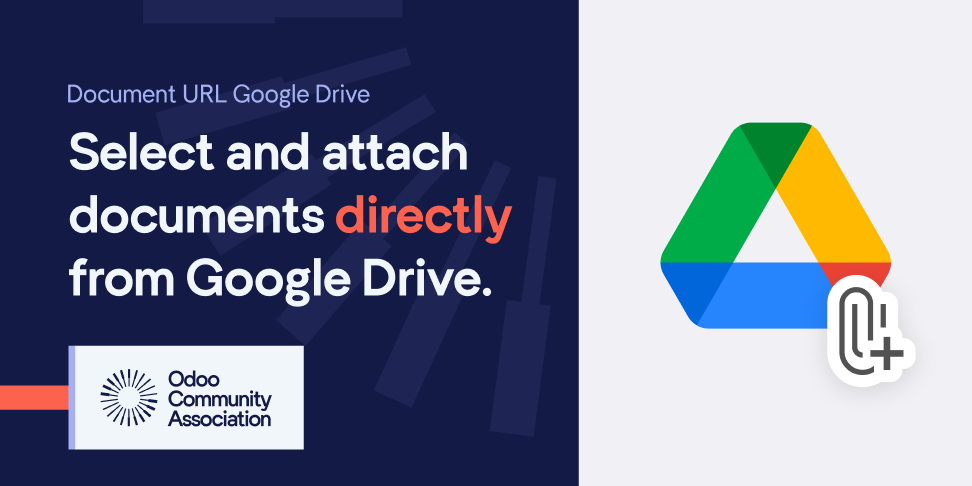 Document URL Google Drive
Select and attach
documents directly
from Google Drive.
Odoo
Community
Association